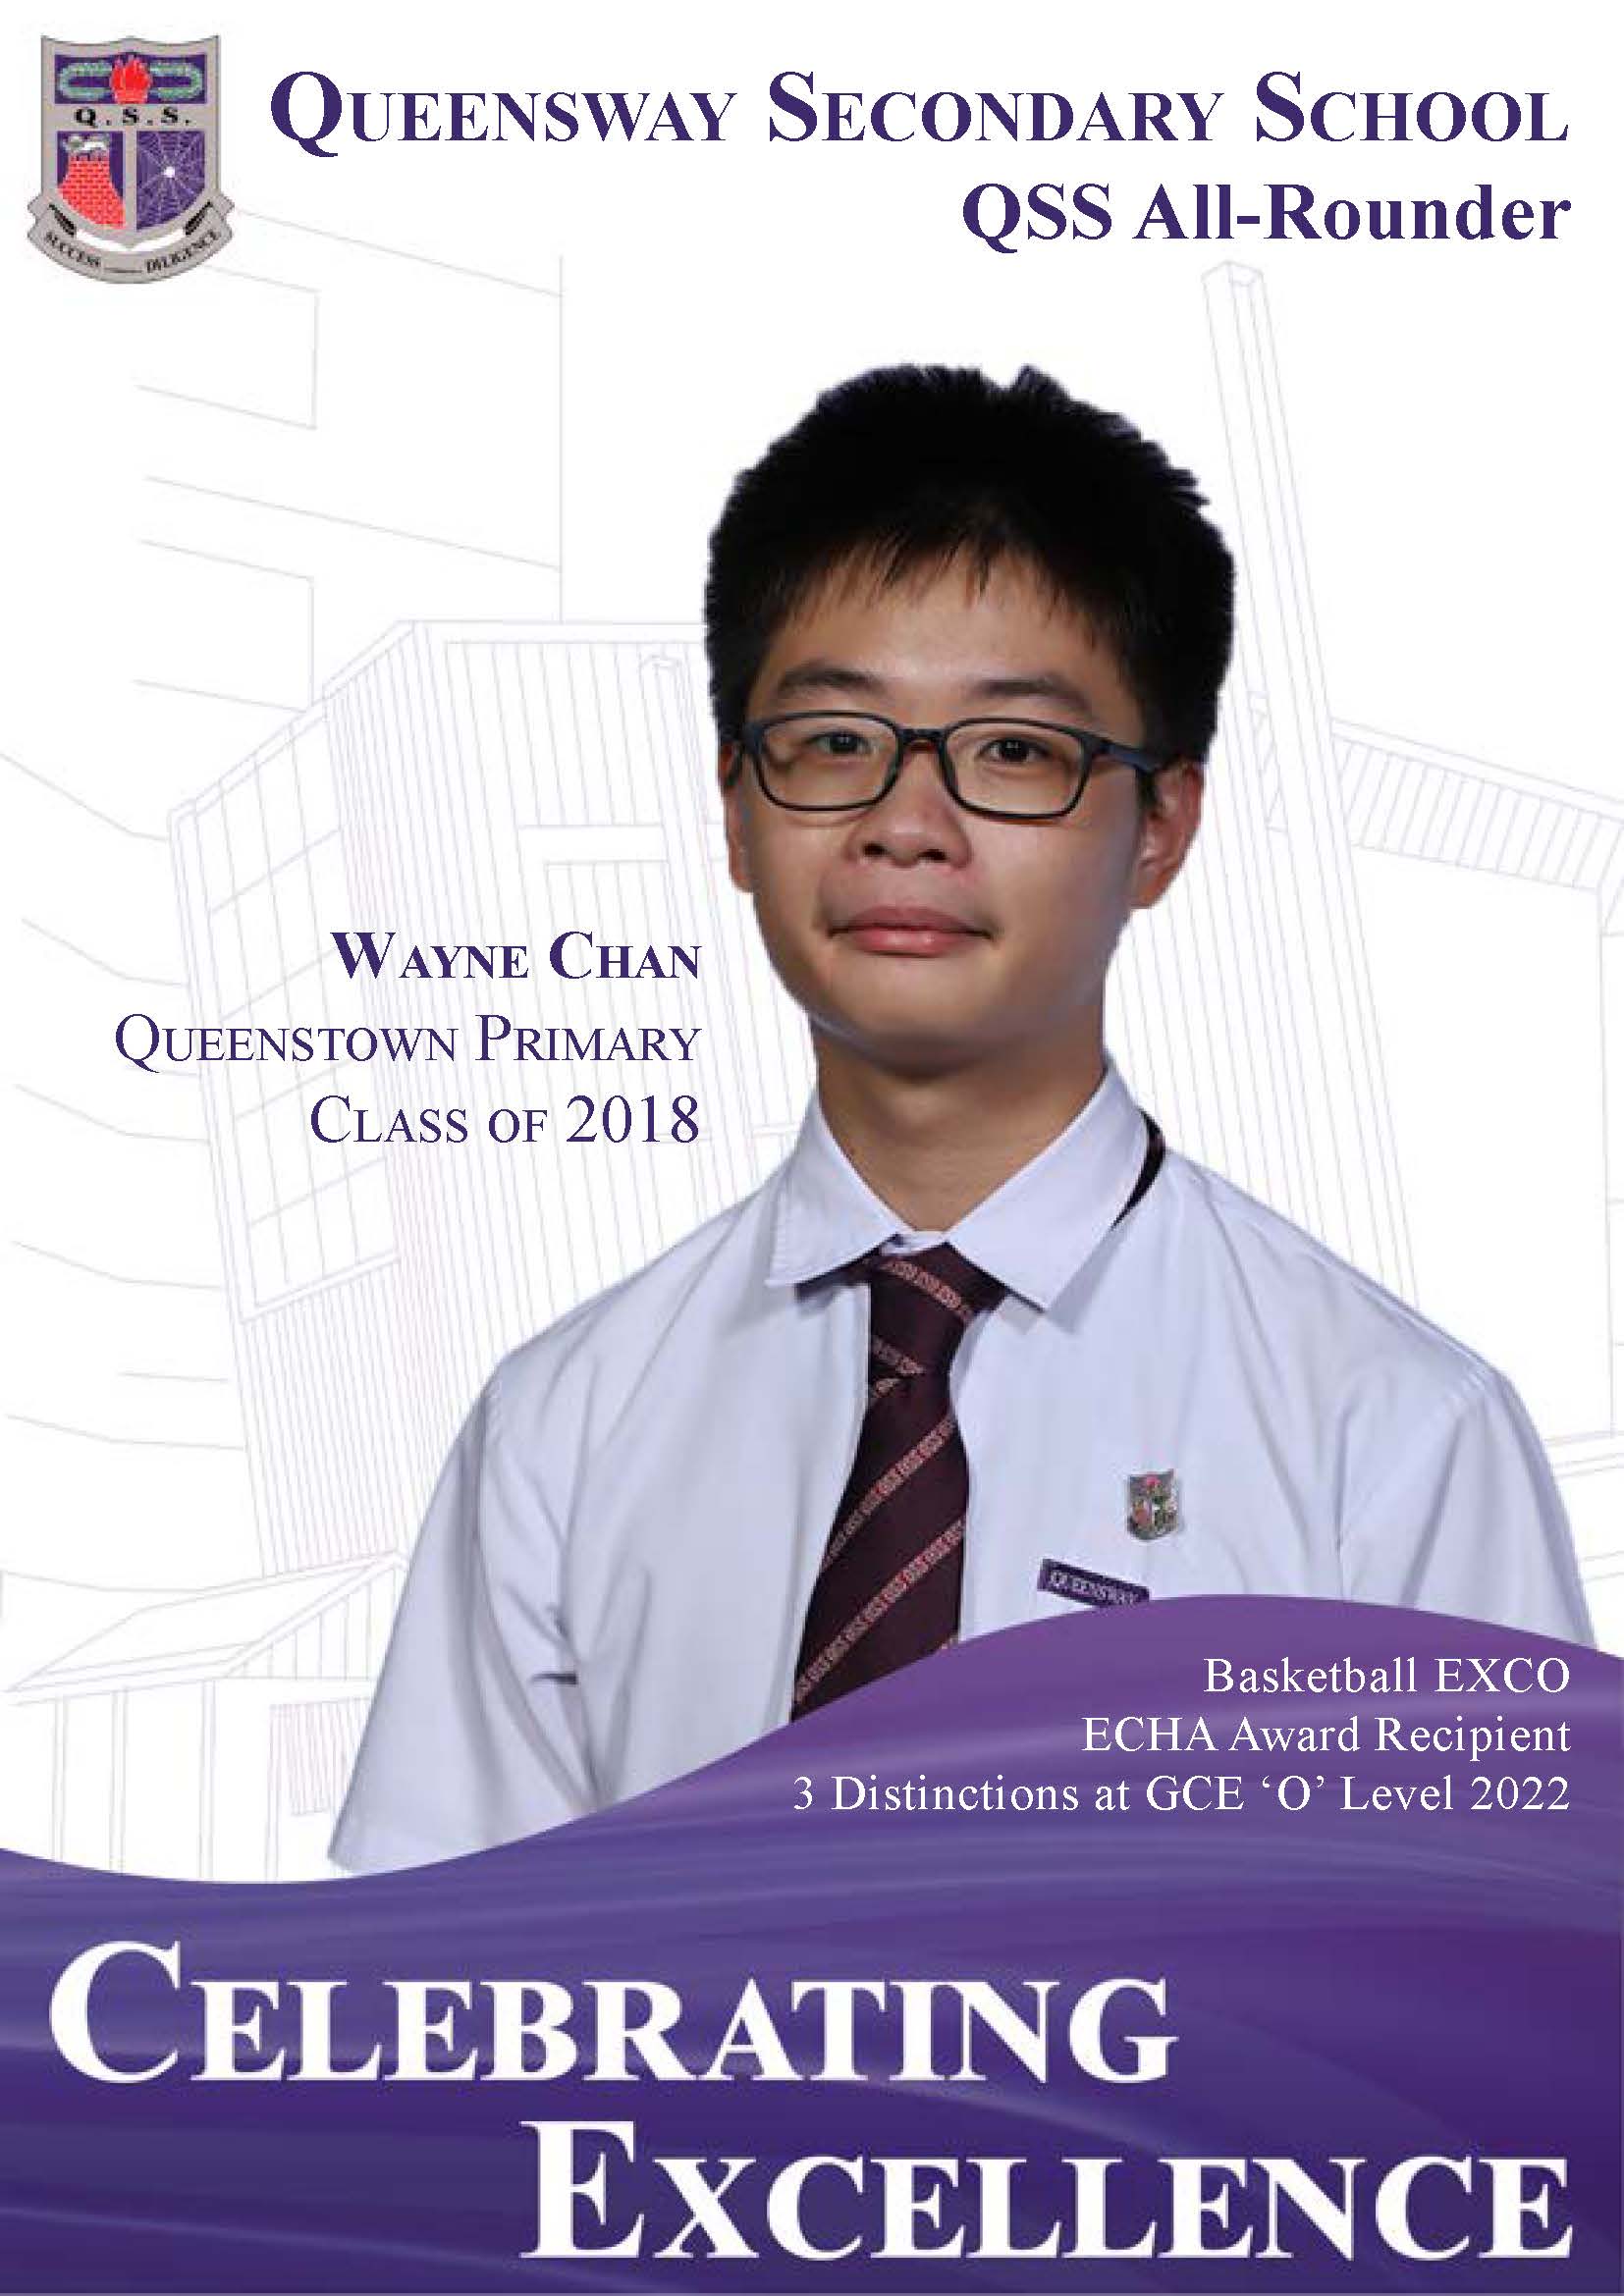 Q.S.S.
SUCCESS DILIGENCE
QUEENSWAY SECONDARY SCHOOL
QSS All-Rounder
WAYNE CHAN
QUEENSTOWN PRIMARY
CLASS OF 2018
QUEENSWAY
Basketball EXCO
ECHA Award Recipient
3 Distinctions at GCE ‘O’ Level 2022
CELEBRATING
EXCELLENCE